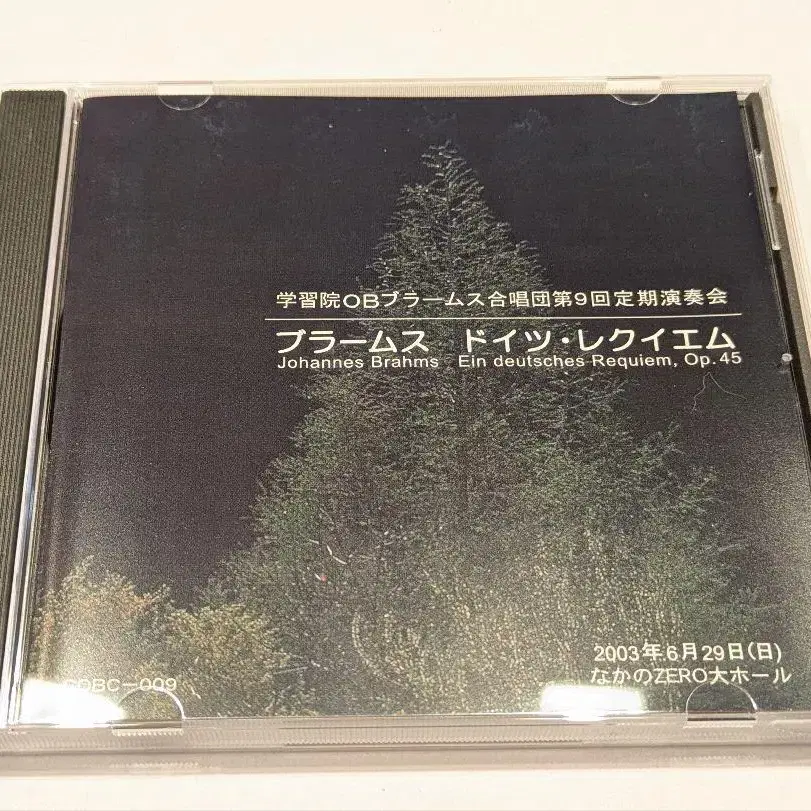 学習院OBブラームス合唱団第9回定期演奏会
ブラームス ドイツ・レクイエム
Johannes Brahms Ein deutsches Requiem, Op.45
2003年6月29日(日)
なかのZERO大ホール